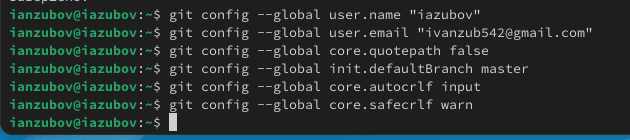 ianzubov@iazubov:~$ git config --global user.name "iazubov"
ianzubov@iazubov:~$ git config --global user.email "ivanzub542@gmail.com"
ianzubov@iazubov:~$ git config --global core.quotepath false
ianzubov@iazubov:~$ git config --global init.defaultBranch master
ianzubov@iazubov:~$ git config --global core.autocrlf input
ianzubov@iazubov:~$ git config --global core.safecrlf warn
ianzubov@iazubov:~$